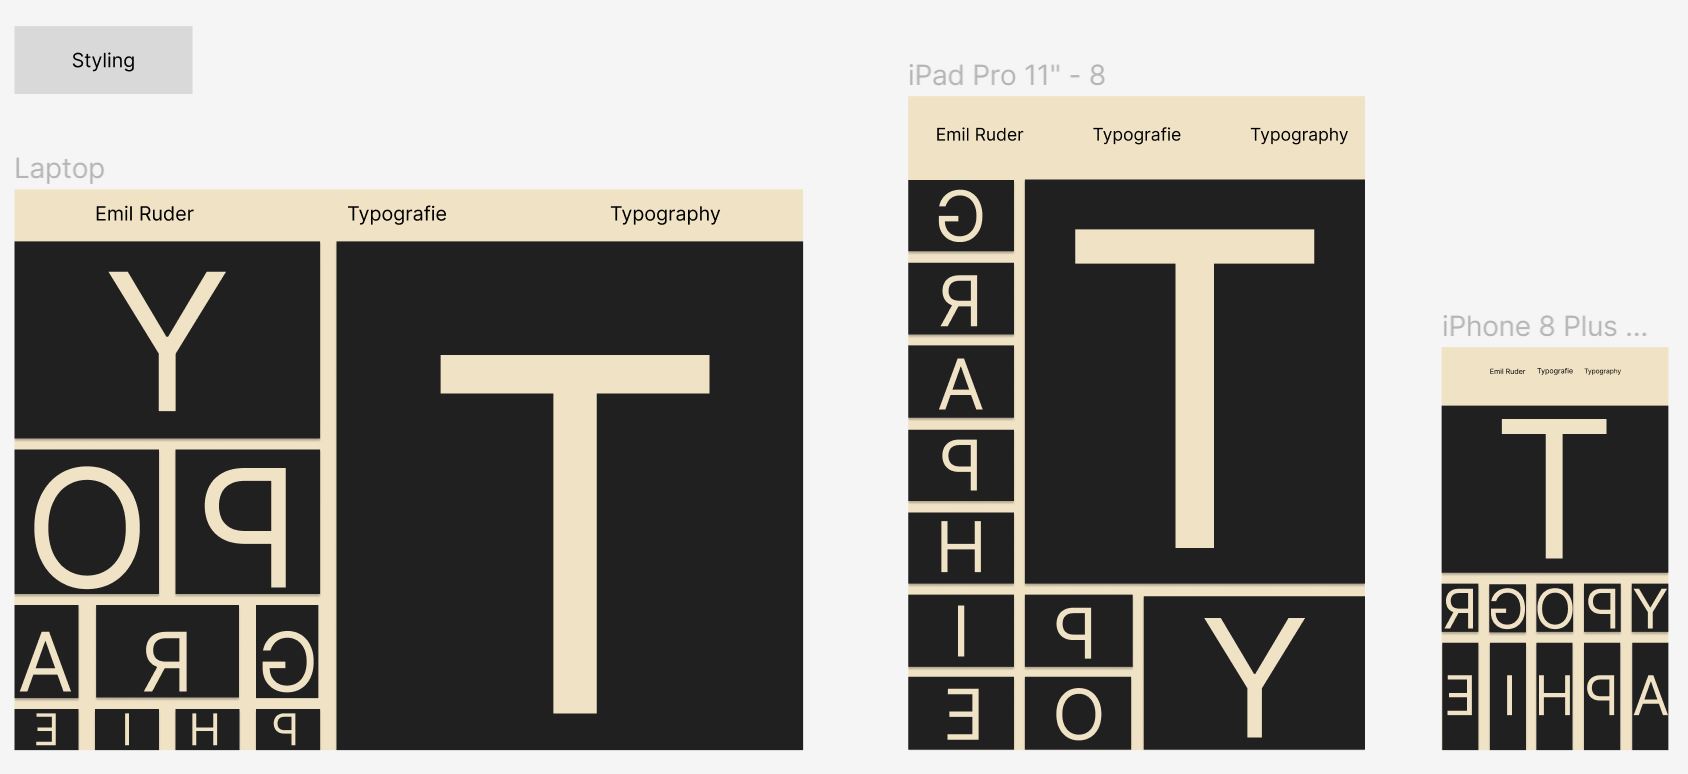 Styling
Laptop
Emil Ruder Typografie Typography
Y
T
O P
A R G
E I H P
iPad Pro 11" - 8
Emil Ruder Typografie Typography
G
T
R
A
P
H
I P
Y
E O
iPhone 8 Plus ...
Emil Ruder Typografie Typography
T
R G O P Y
E I H P A